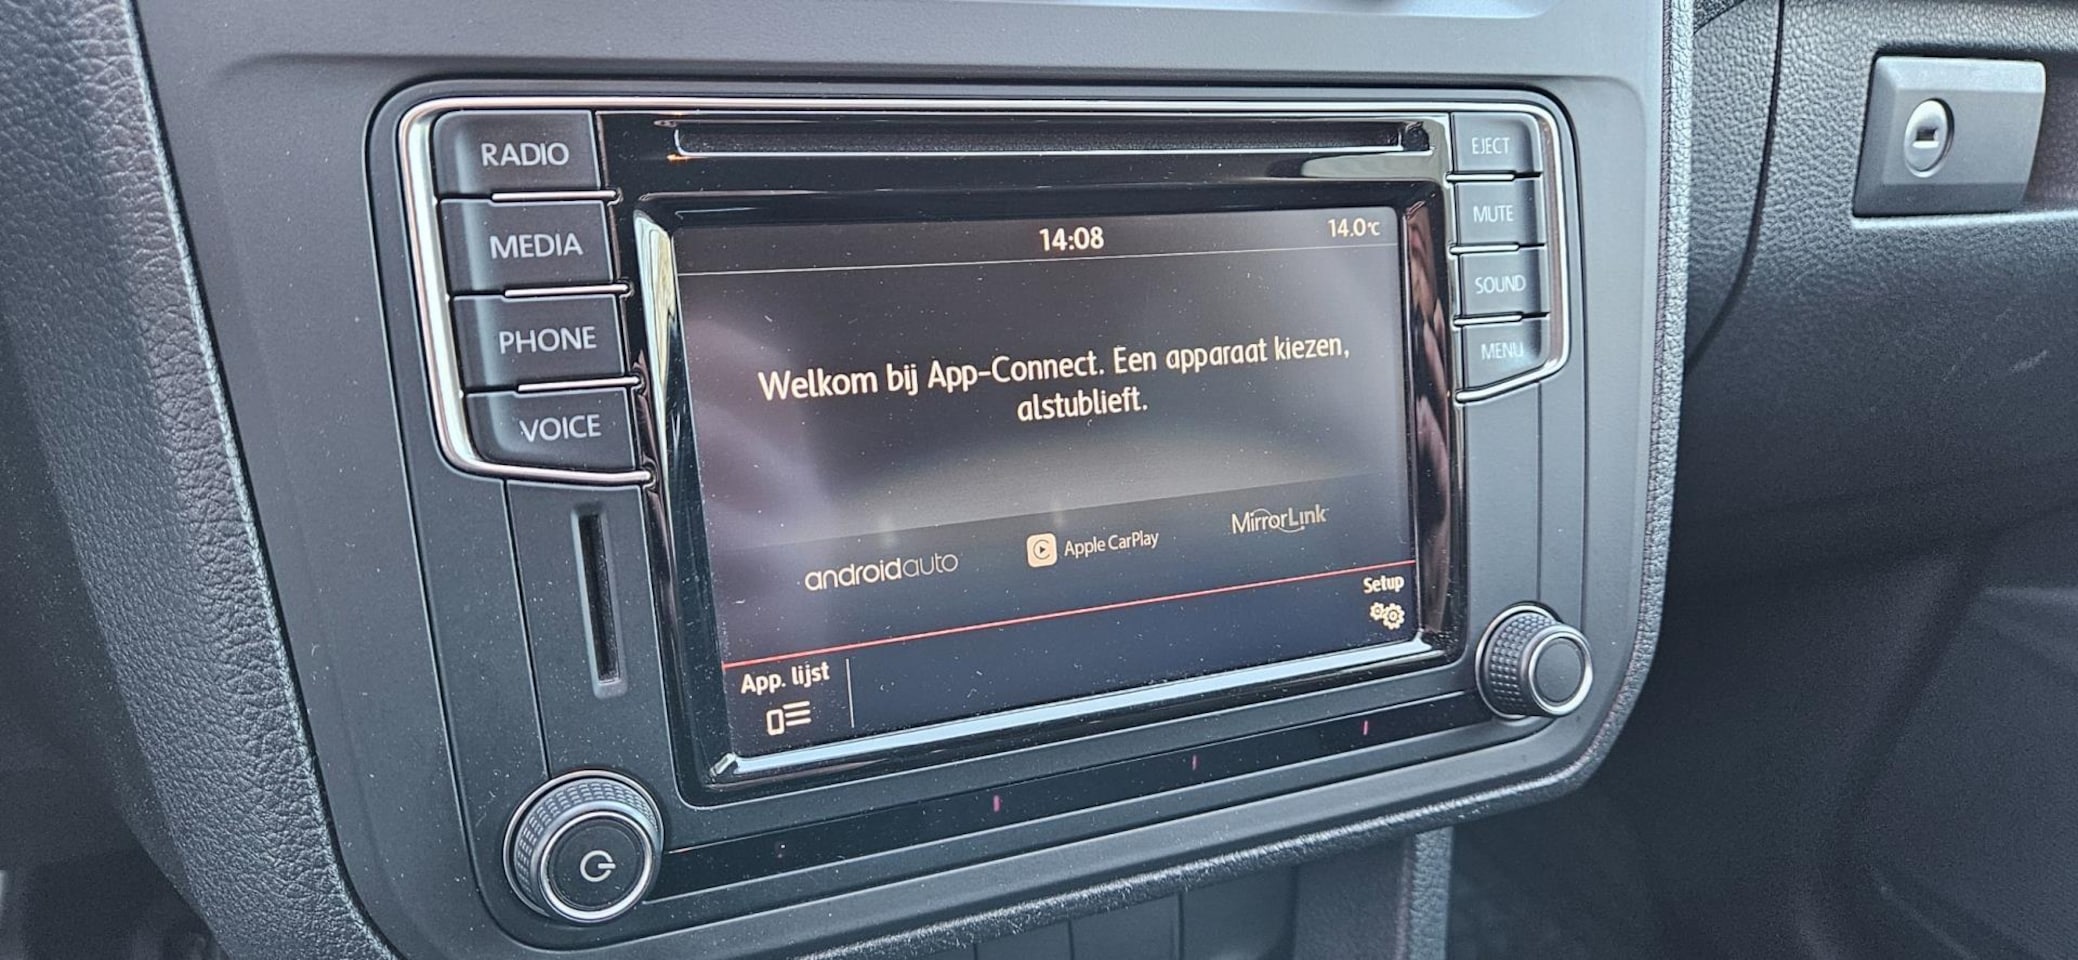 RADIO
MEDIA
PHONE
VOICE
EJECT
MUTE
SOUND
MENU
14:08
14.0°C
Welkom bij App-Connect. Een apparaat kiezen,
alstublieft.
androidauto
Apple CarPlay
MirrorLink
Setup
App. lijst